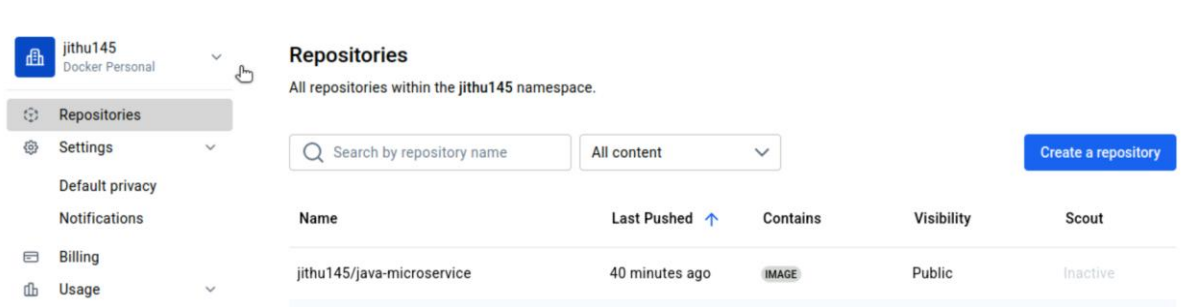 jithu145
Docker Personal
Repositories
Settings
Default privacy
Notifications
Billing
Usage
Repositories
All repositories within the jithu145 namespace.
Search by repository name
All content
Create a repository
Name Last Pushed Contains Visibility Scout
jithu145/java-microservice 40 minutes ago IMAGE Public Inactive